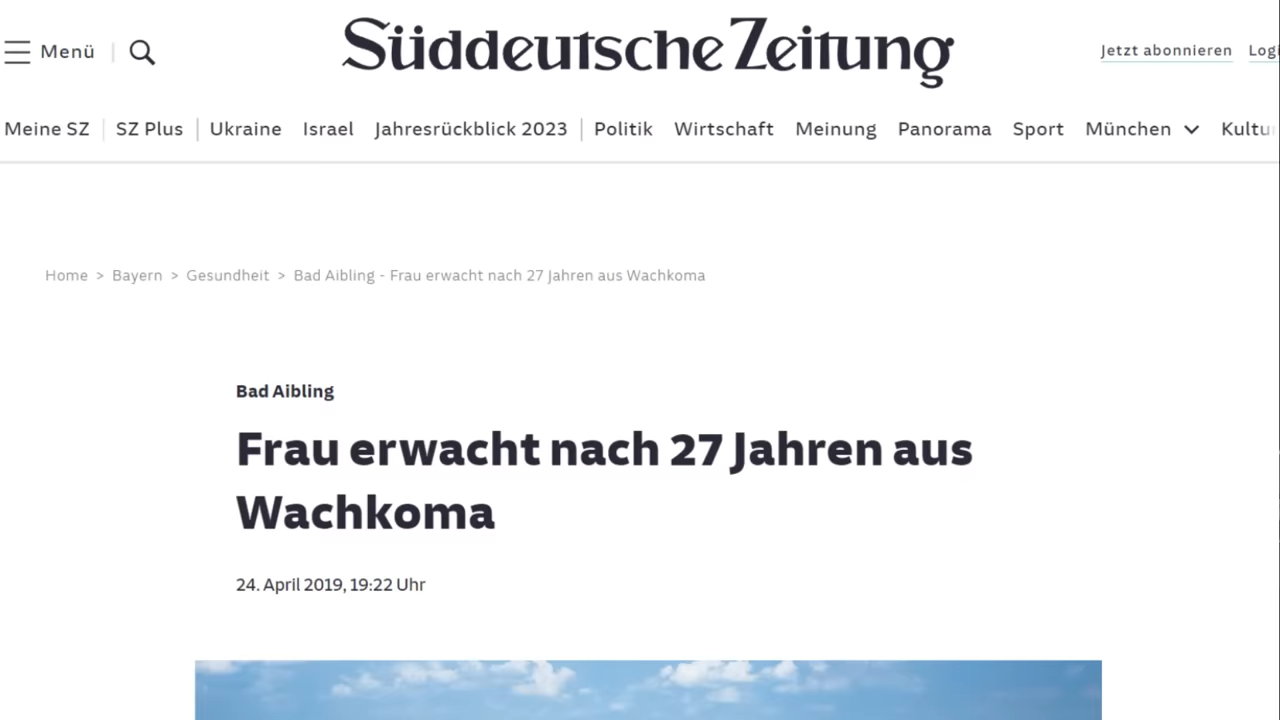 Menü
Süddeutsche Zeitung
Jetzt abonnieren
Meine SZ SZ Plus Ukraine Israel Jahresrückblick 2023 Politik Wirtschaft Meinung Panorama Sport München
Home > Bayern > Gesundheit > Bad Aibling - Frau erwacht nach 27 Jahren aus Wachkoma
Bad Aibling
Frau erwacht nach 27 Jahren aus
Wachkoma
24. April 2019, 19:22 Uhr